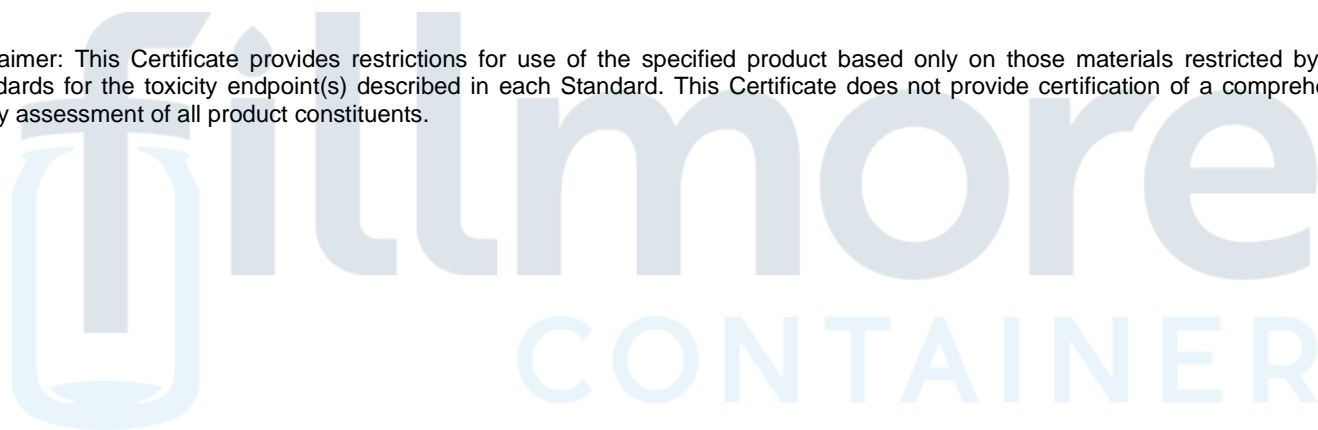 aimer: This Certificate provides restrictions for use of the specified product based only on those materials restricted by
dards for the toxicity endpoint(s) described in each Standard. This Certificate does not provide certification of a comprehe
y assessment of all product constituents.
fillmore
CONTAINER